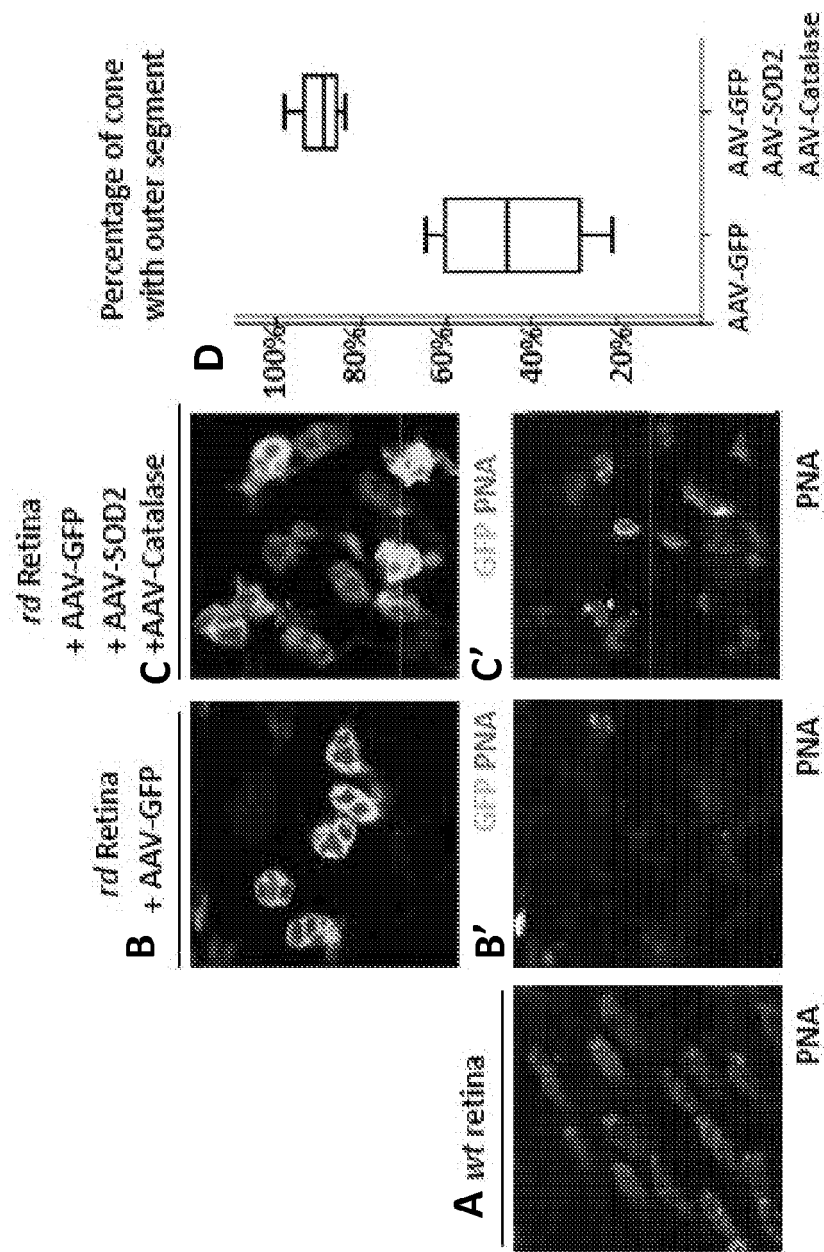 A wt retina
PNA
B rd Retina
+ AAV-GFP
GFP PNA
B'
PNA
C rd Retina
+ AAV-GFP
+ AAV-SOD2
+AAV-Catalase
GFP PNA
C'
PNA
D Percentage of cone
with outer segment
100%
80%
60%
40%
20%
AAV-GFP
AAV-GFP
AAV-SOD2
AAV-Catalase